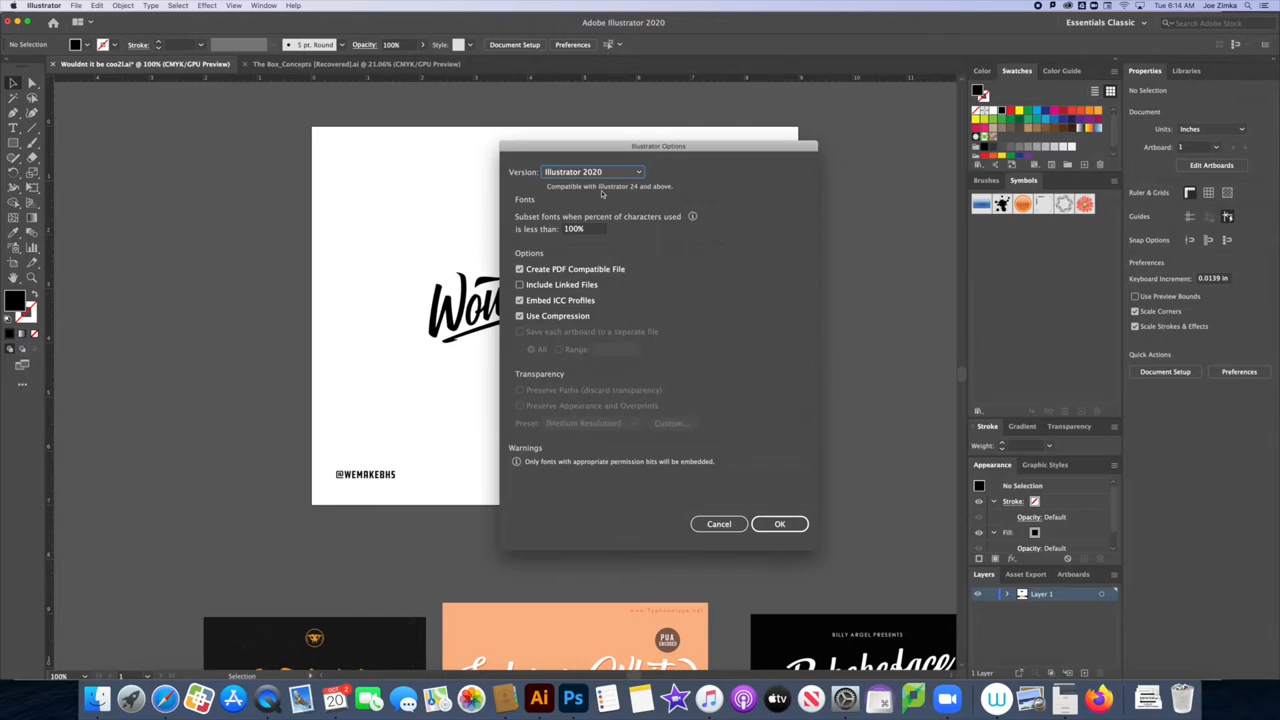 Illustrator File Edit Object Type Select Effect View Window Help
Tue 6:14 AM Joe Zimka
Adobe Illustrator 2020
Essentials Classic
Search Adobe Stock
No Selection Stroke: 5 pt. Round Opacity: 100% Style: Document Setup Preferences
Wouldnt it be coo2l.ai* @ 100% (CMYK/GPU Preview)
The Box_Concepts [Recovered].ai @ 21.06% (CMYK/GPU Preview)
Color Swatches Color Guide
Properties Libraries
No Selection
Document
Units: Inches
Artboard: 1
Edit Artboards
Brushes Symbols
Ruler & Grids
Guides
Snap Options
Preferences
Keyboard Increment: 0.0139 in
Use Preview Bounds
Scale Corners
Scale Strokes & Effects
Quick Actions
Document Setup Preferences
Illustrator Options
Version: Illustrator 2020
Compatible with Illustrator 24 and above.
Fonts
Subset fonts when percent of characters used
is less than: 100%
Options
Create PDF Compatible File
Include Linked Files
Embed ICC Profiles
Use Compression
Save each artboard to a separate file
All Range:
Transparency
Preserve Paths (discard transparency)
Preserve Appearance and Overprints
Preset: [Medium Resolution] Custom...
Warnings
Only fonts with appropriate permission bits will be embedded.
Cancel OK
@WEMAKEBHS
Stroke Gradient Transparency
Weight:
Appearance Graphic Styles
No Selection
Stroke:
Opacity: Default
Fill:
Opacity: Default
Layers Asset Export Artboards
Layer 1
1 Layer
www.Typhoontype.net
PUA
ENCODED
BILLY ARGEL PRESENTS
100% 1 Selection